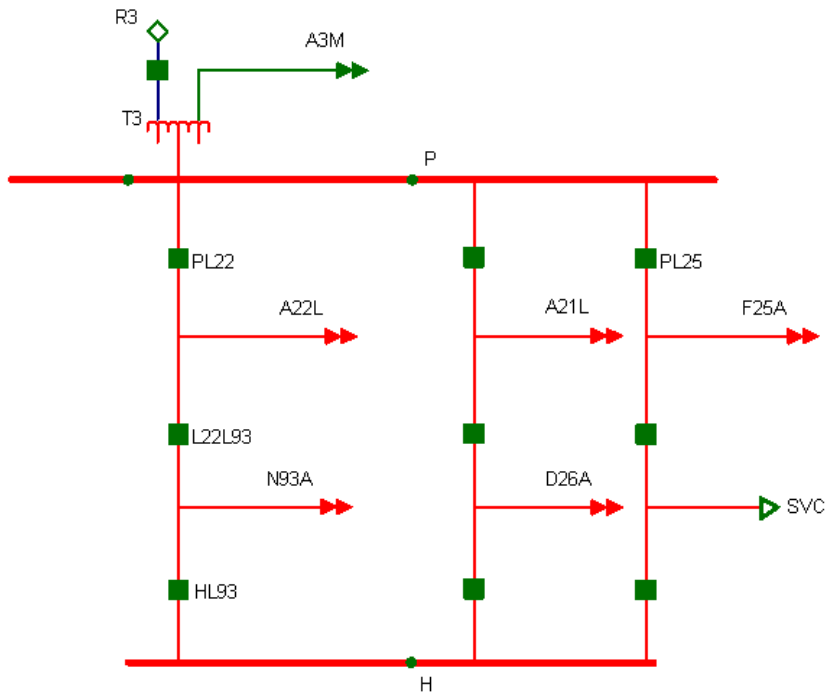 R3
A3M
T3
P
PL22
PL25
A22L
A21L
F25A
L22L93
N93A
D26A
SVC
HL93
H